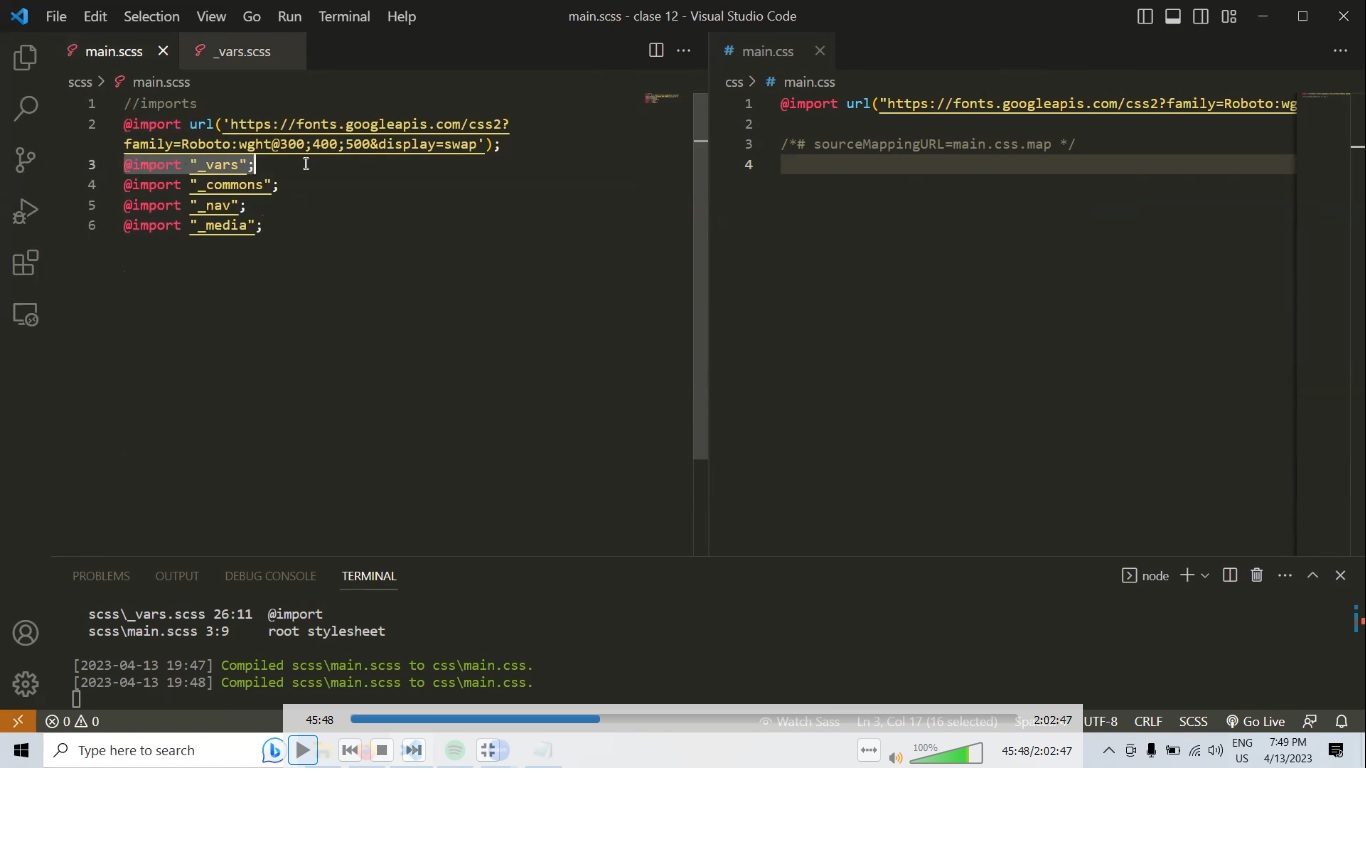 File Edit Selection View Go Run Terminal Help
main.scss - clase 12 - Visual Studio Code
main.scss _vars.scss
scss > main.scss
1 //imports
2 @import url('https://fonts.googleapis.com/css2?
family=Roboto:wght@300;400;500&display=swap');
3 @import "_vars";
4 @import "_commons";
5 @import "_nav";
6 @import "_media";
# main.css
css > # main.css
1 @import url("https://fonts.googleapis.com/css2?family=Roboto:wg
2
3 /*# sourceMappingURL=main.css.map */
4
PROBLEMS OUTPUT DEBUG CONSOLE TERMINAL
node
scss\_vars.scss 26:11 @import
scss\main.scss 3:9 root stylesheet
[2023-04-13 19:47] Compiled scss\main.scss to css\main.css.
[2023-04-13 19:48] Compiled scss\main.scss to css\main.css.
0 0
45:48
Watch Sass Ln 3, Col 17 (16 selected)
2:02:47
UTF-8 CRLF SCSS Go Live
Type here to search
100%
45:48/2:02:47
ENG
US
7:49 PM
4/13/2023